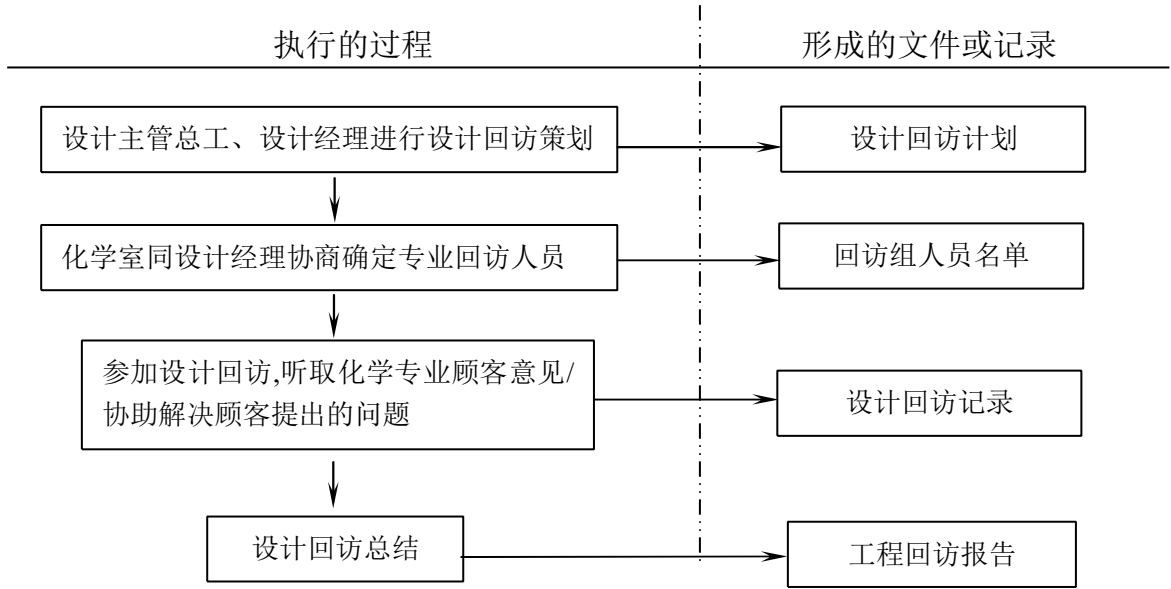 执行的过程
形成的文件或记录
设计主管总工、设计经理进行设计回访策划
设计回访计划
化学室同设计经理协商确定专业回访人员
回访组人员名单
参加设计回访,听取化学专业顾客意见/
协助解决顾客提出的问题
设计回访记录
设计回访总结
工程回访报告